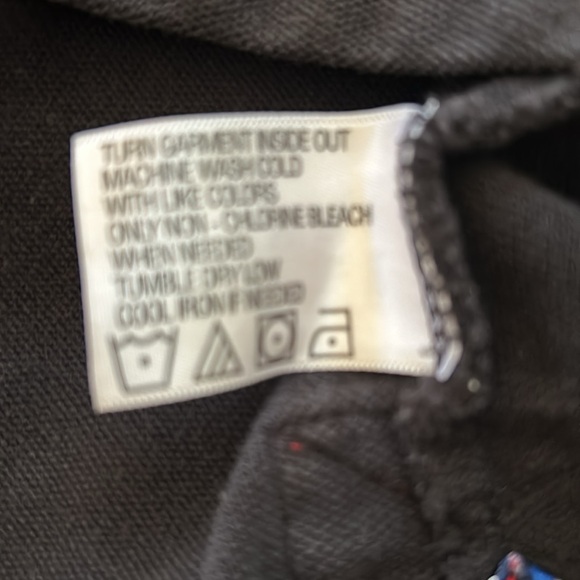 TURN GARMENT INSIDE OUT
MACHINE WASH COLD
WITH LIKE COLORS
ONLY NON-CHLORINE BLEACH
WHEN NEEDED
TUMBLE DRY LOW
COOL IRON IF NEEDED